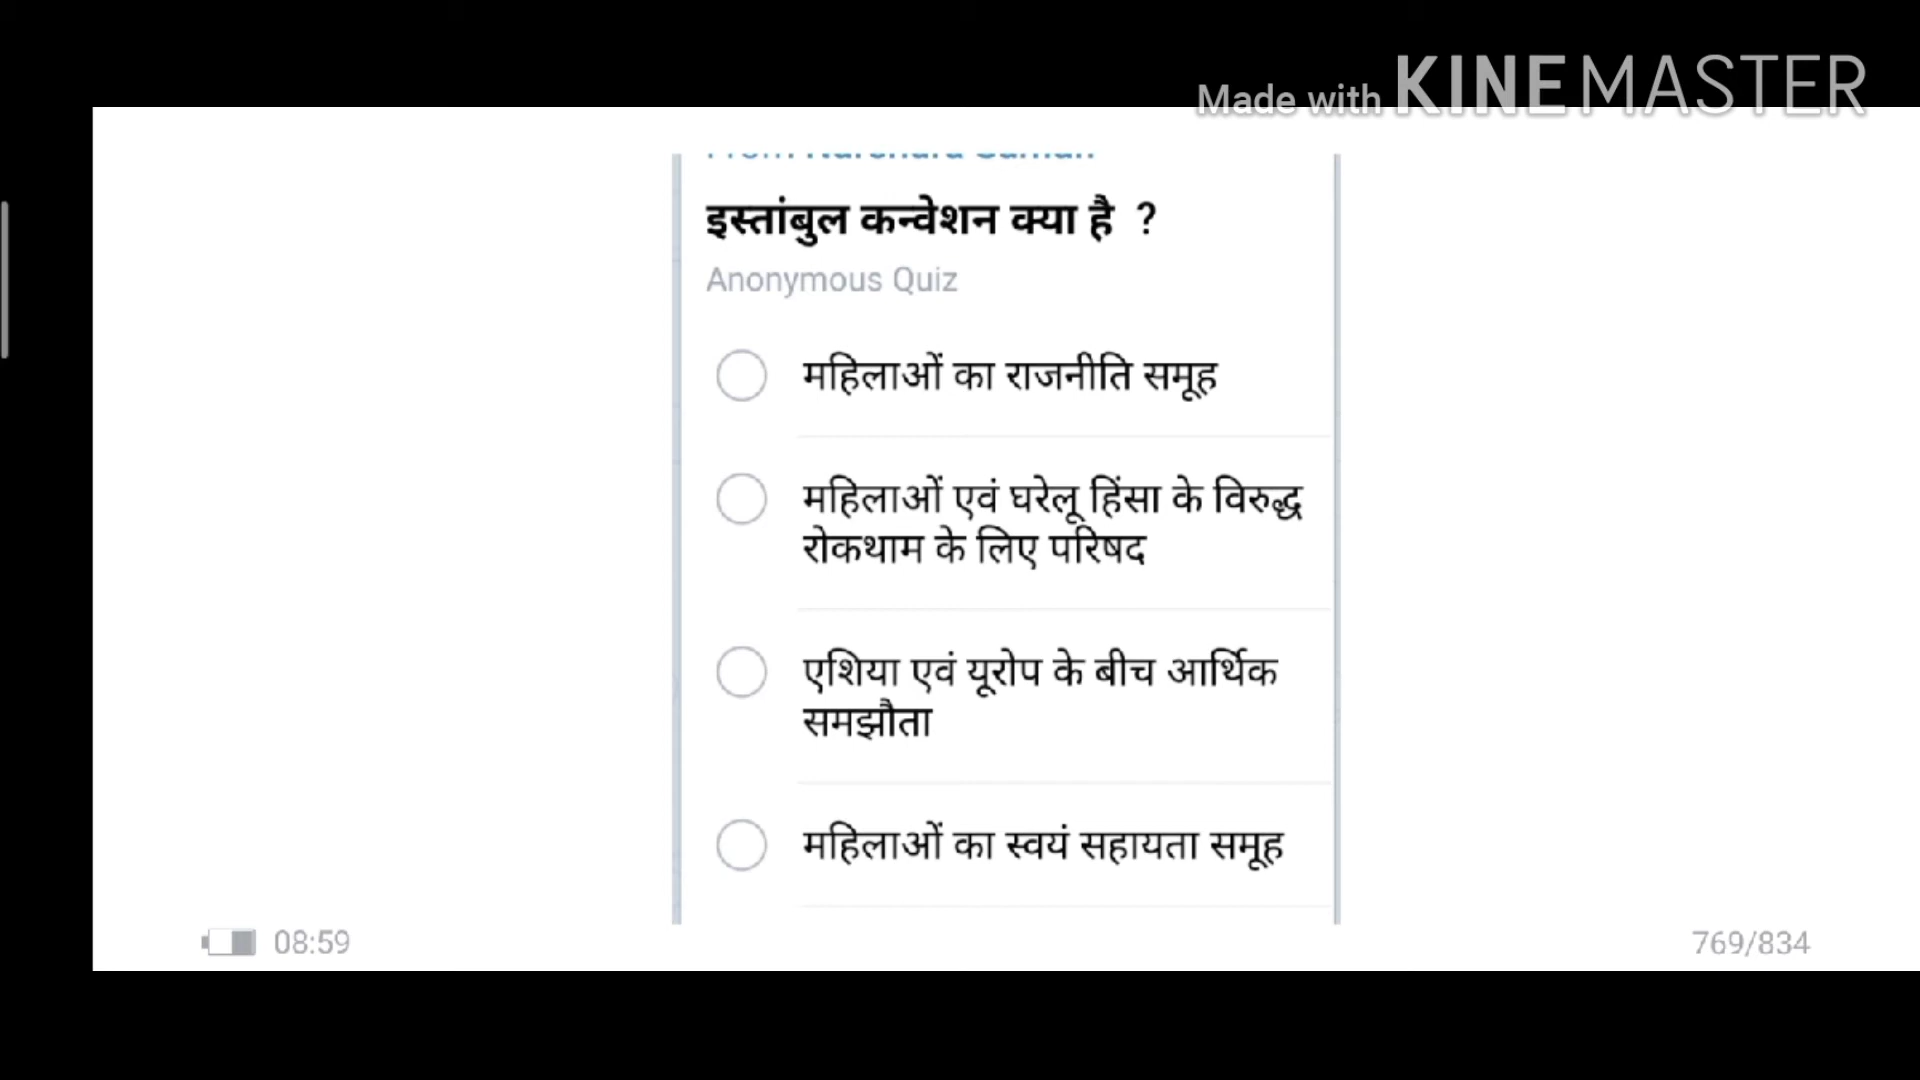 Made with KINEMASTER
इस्तांबुल कन्वेशन क्या है ?
Anonymous Quiz
महिलाओं का राजनीति समूह
महिलाओं एवं घरेलू हिंसा के विरुद्ध
रोकथाम के लिए परिषद
एशिया एवं यूरोप के बीच आर्थिक
समझौता
महिलाओं का स्वयं सहायता समूह
08:59
769/834